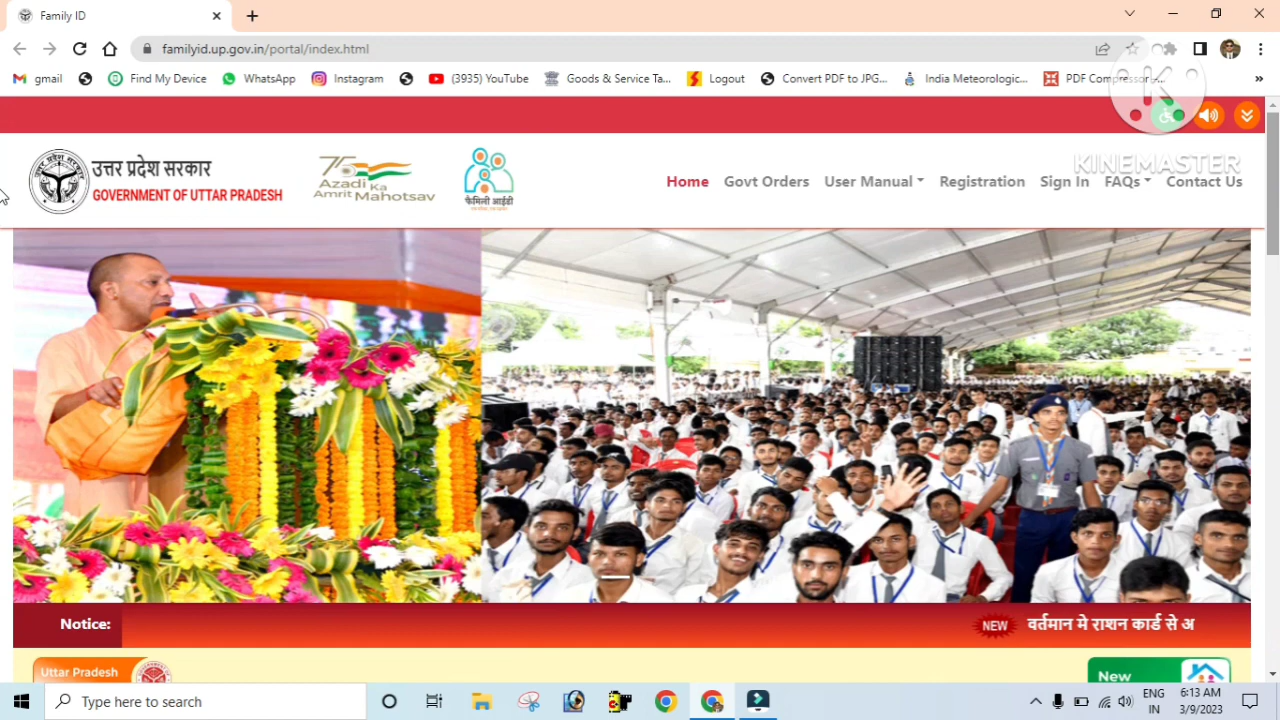 Family ID
familyid.up.gov.in/portal/index.html
gmail
Find My Device
WhatsApp
Instagram
(3935) YouTube
Goods & Service Ta...
Logout
Convert PDF to JPG...
India Meteorologic...
PDF Compressor
»
KINEMASTER
उत्तर प्रदेश सरकार
GOVERNMENT OF UTTAR PRADESH
75
Azadi Ka
Amrit Mahotsav
फैमिली आईडी
Home
Govt Orders
User Manual
Registration
Sign In
FAQs
Contact Us
Notice:
NEW
वर्तमान मे राशन कार्ड से अ
Uttar Pradesh
New
Type here to search
ENG
IN
6:13 AM
3/9/2023